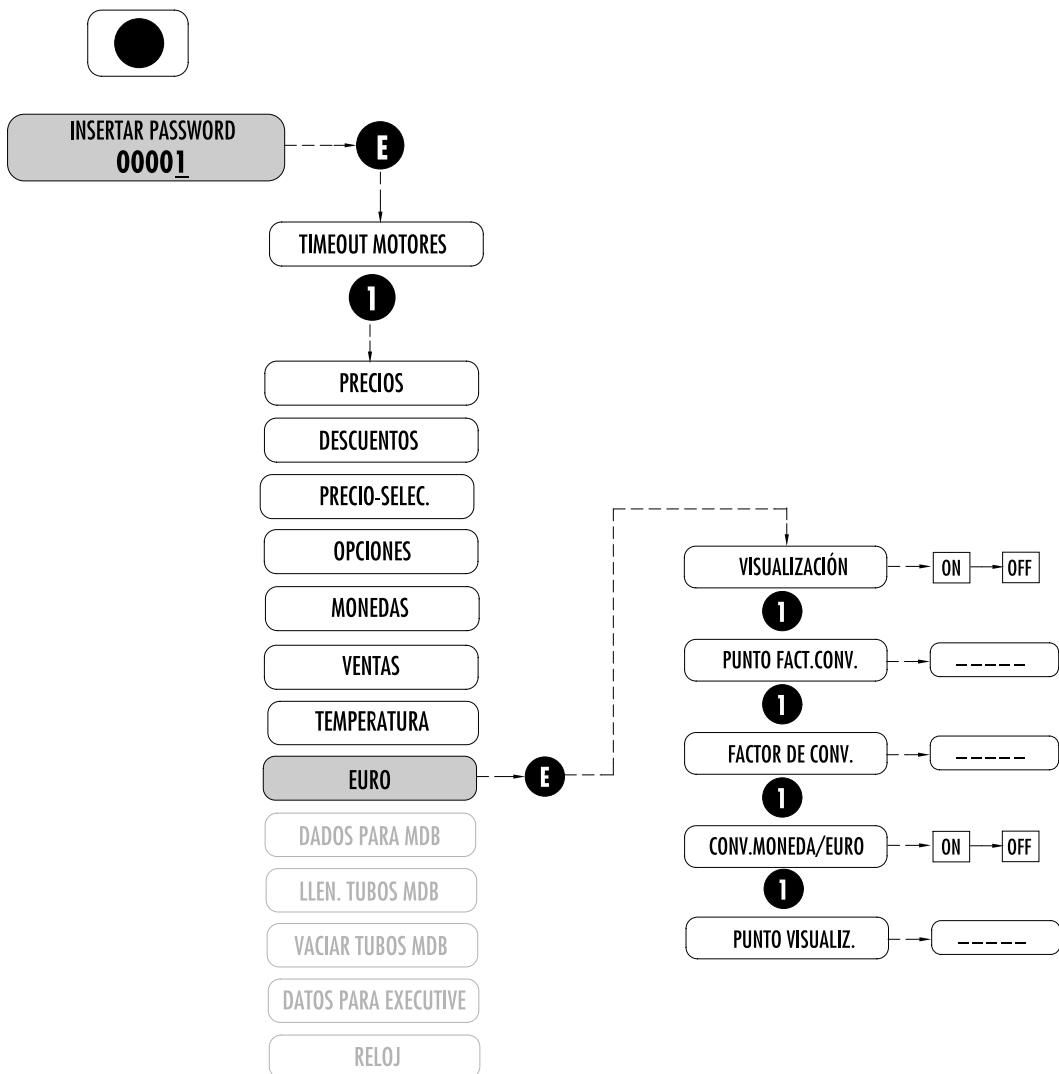 INSERTAR PASSWORD
00001
E
TIMEOUT MOTORES
1
PRECIOS
DESCUENTOS
PRECIO-SELEC.
OPCIONES
MONEDAS
VENTAS
TEMPERATURA
EURO
E
DADOS PARA MDB
LLEN. TUBOS MDB
VACIAR TUBOS MDB
DATOS PARA EXECUTIVE
RELOJ
VISUALIZACIÓN ON OFF
1
PUNTO FACT.CONV. _ _ _ _ _
1
FACTOR DE CONV. _ _ _ _ _
1
CONV.MONEDA/EURO ON OFF
1
PUNTO VISUALIZ. _ _ _ _ _